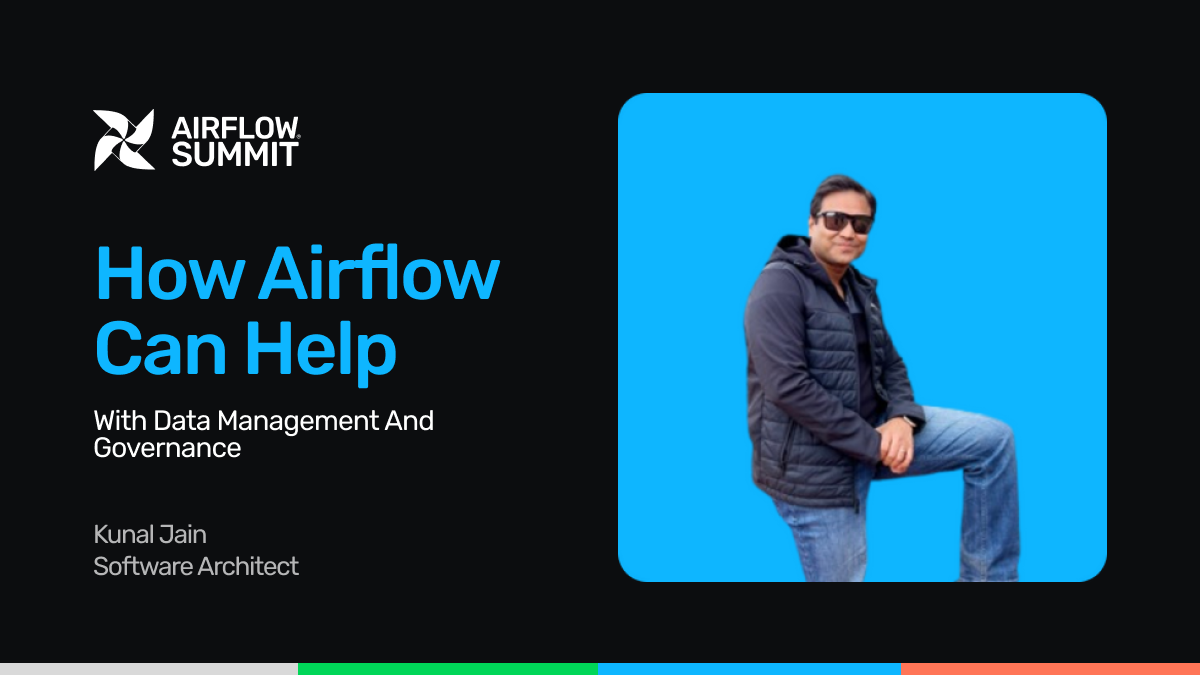 AIRFLOW
SUMMIT
How Airflow
Can Help
With Data Management And
Governance
Kunal Jain
Software Architect